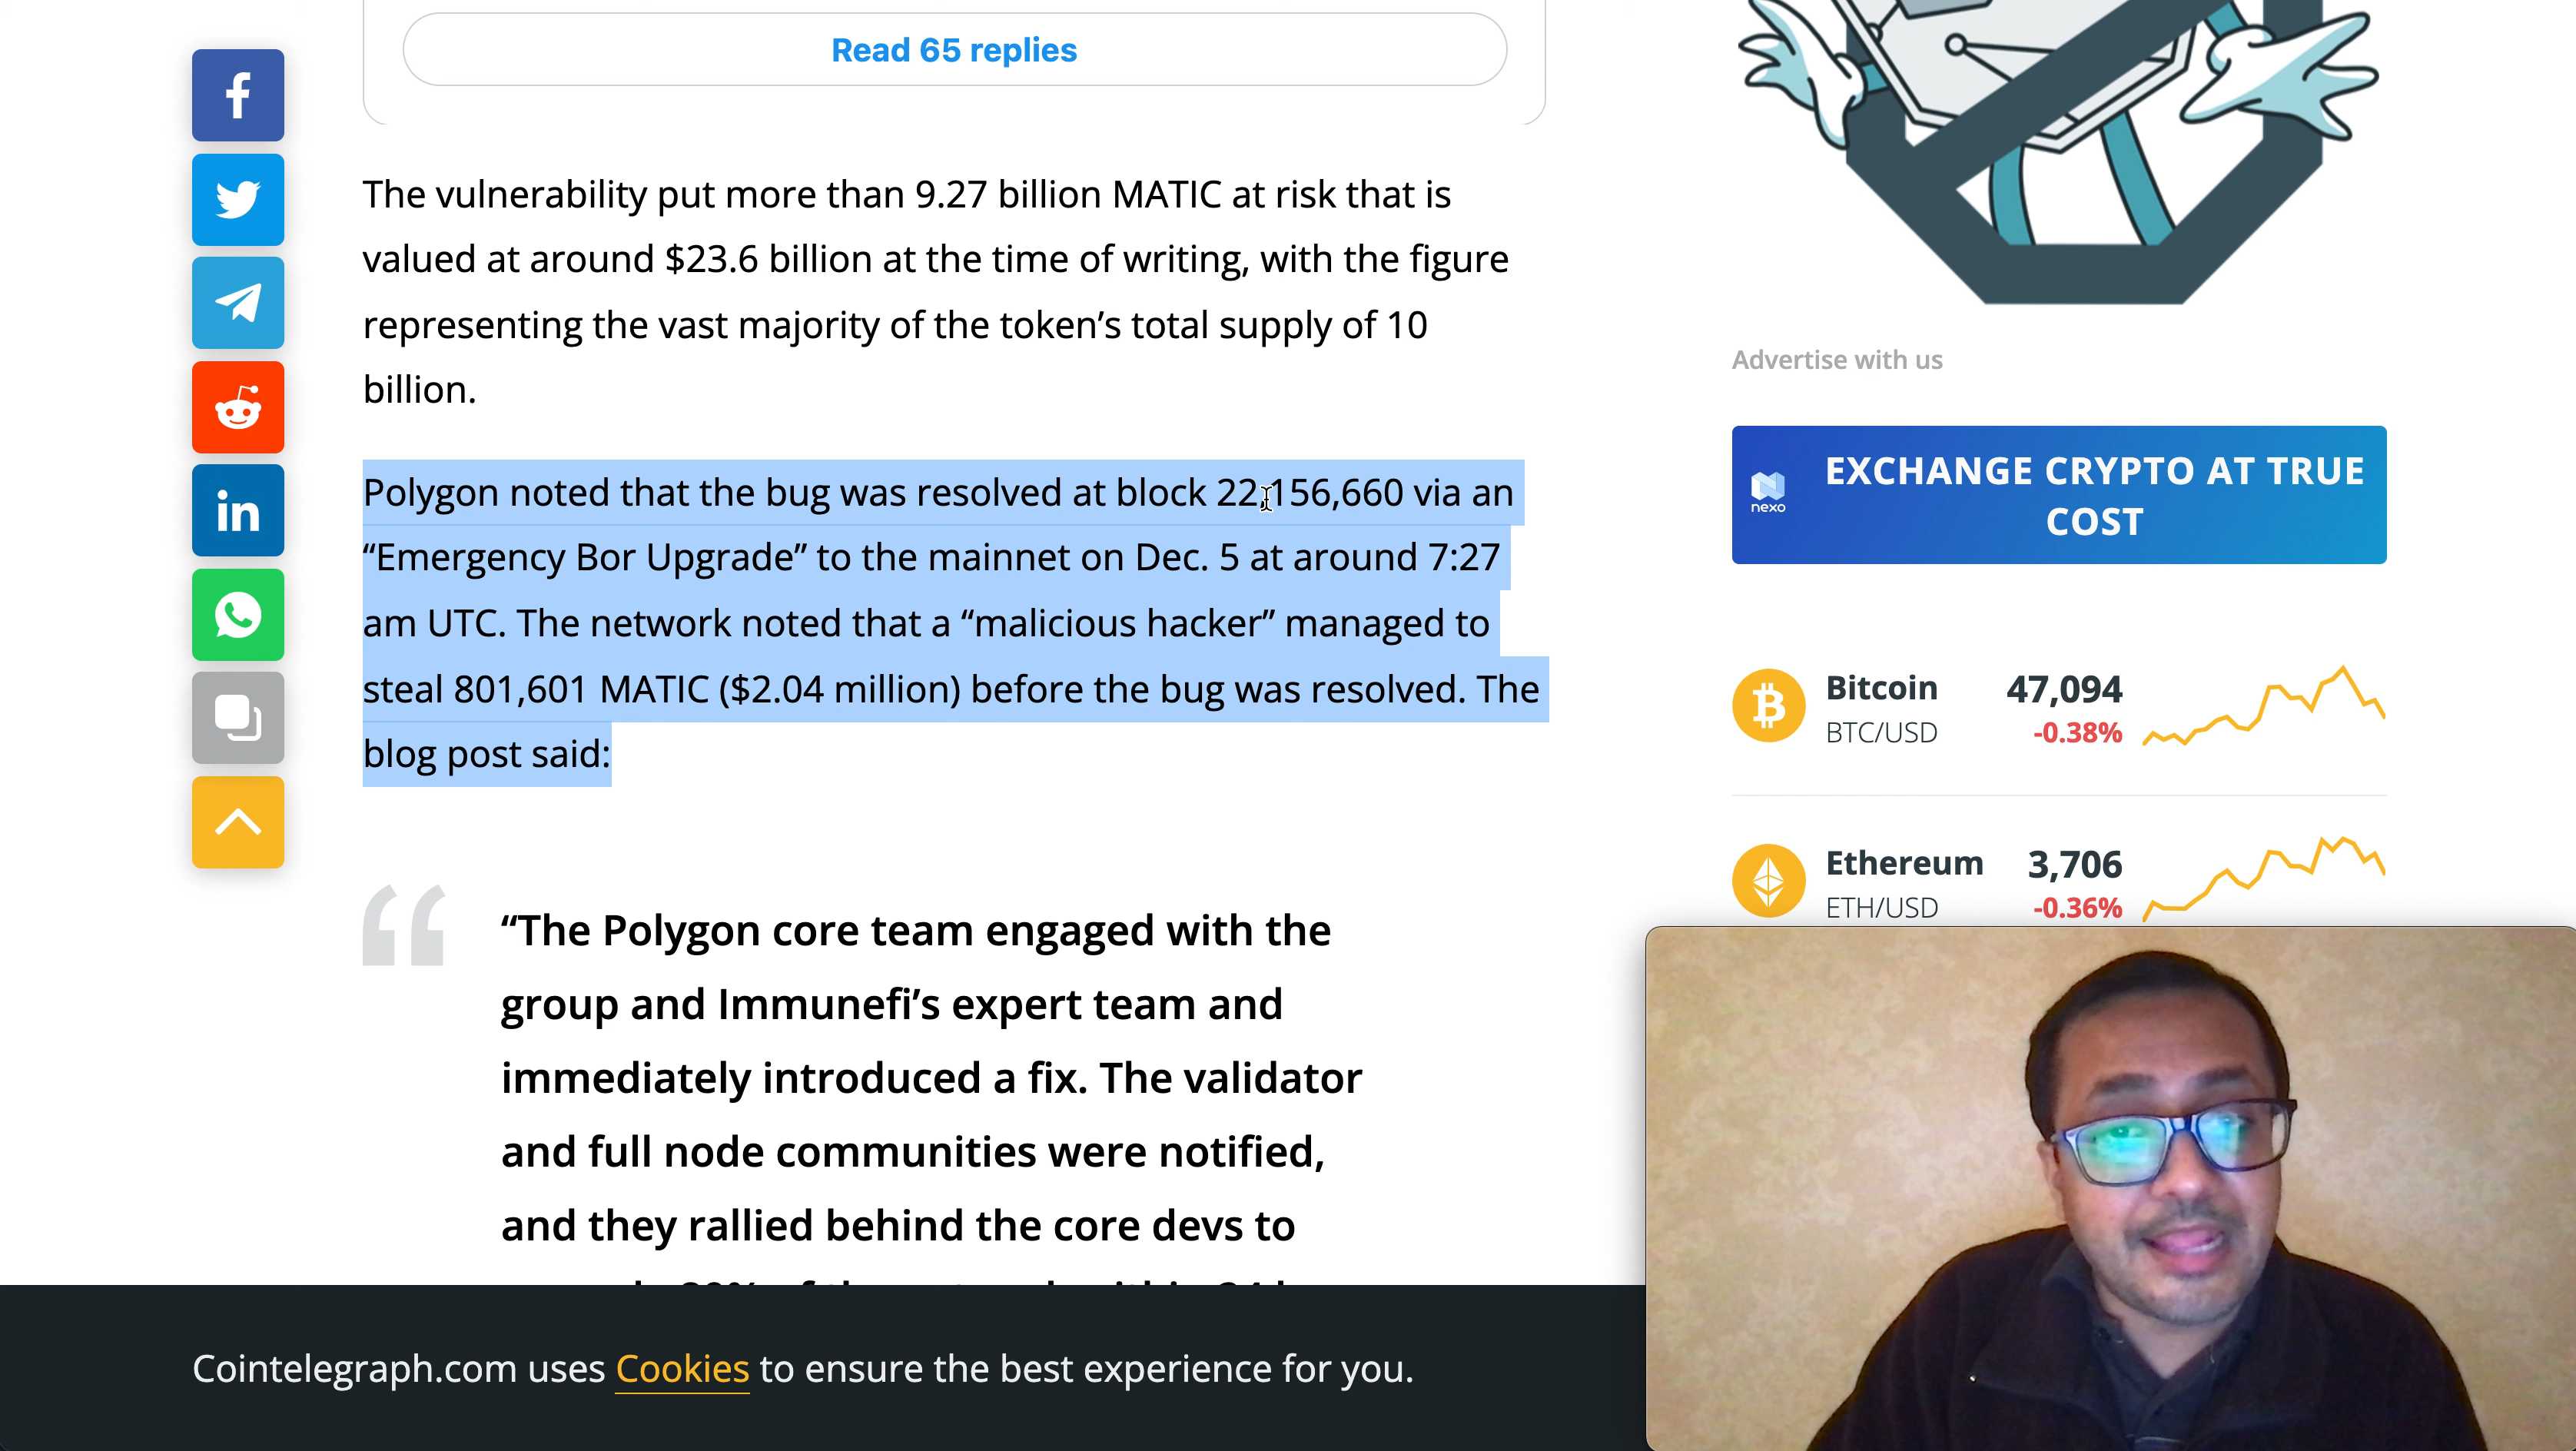 Read 65 replies
The vulnerability put more than 9.27 billion MATIC at risk that is
valued at around $23.6 billion at the time of writing, with the figure
representing the vast majority of the token’s total supply of 10
billion.
Polygon noted that the bug was resolved at block 22,156,660 via an
“Emergency Bor Upgrade” to the mainnet on Dec. 5 at around 7:27
am UTC. The network noted that a “malicious hacker” managed to
steal 801,601 MATIC ($2.04 million) before the bug was resolved. The
blog post said:
“The Polygon core team engaged with the
group and Immunefi’s expert team and
immediately introduced a fix. The validator
and full node communities were notified,
and they rallied behind the core devs to
Cointelegraph.com uses Cookies to ensure the best experience for you.
Advertise with us
nexo
EXCHANGE CRYPTO AT TRUE
COST
Bitcoin 47,094
BTC/USD -0.38%
Ethereum 3,706
ETH/USD -0.36%